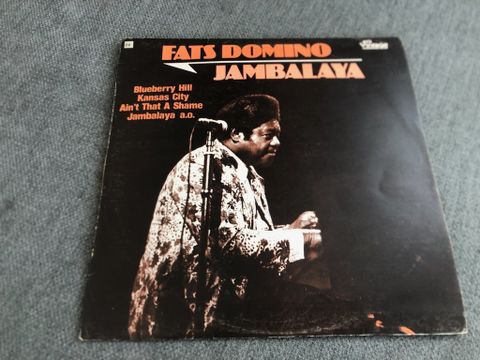 FATS DOMINO
JAMBALAYA
Blueberry Hill
Kansas City
Ain't That A Shame
Jambalaya a.o.